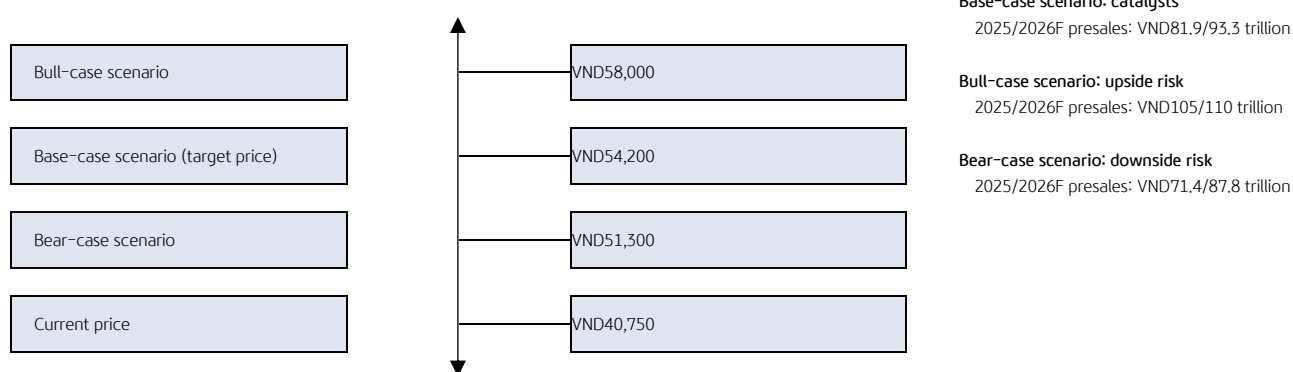 Bull-case scenario
VND58,000
Base-case scenario (target price)
VND54,200
Bear-case scenario
VND51,300
Current price
VND40,750
Base-case scenario: catalysts
2025/2026F presales: VND81.9/93.3 trillion
Bull-case scenario: upside risk
2025/2026F presales: VND105/110 trillion
Bear-case scenario: downside risk
2025/2026F presales: VND71.4/87.8 trillion